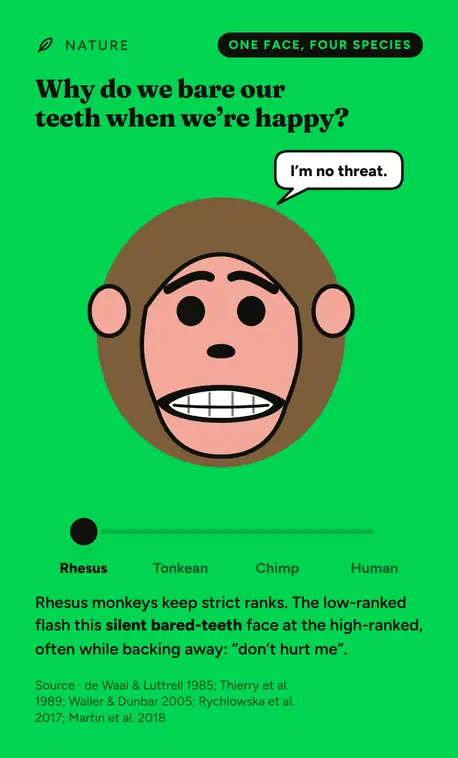 NATURE
ONE FACE, FOUR SPECIES
Why do we bare our
teeth when we’re happy?
I’m no threat.
Rhesus
Tonkean
Chimp
Human
Rhesus monkeys keep strict ranks. The low-ranked
flash this silent bared-teeth face at the high-ranked,
often while backing away: “don’t hurt me”.
Source · de Waal & Luttrell 1985; Thierry et al.
1989; Waller & Dunbar 2005; Rychlowska et al.
2017; Martin et al. 2018